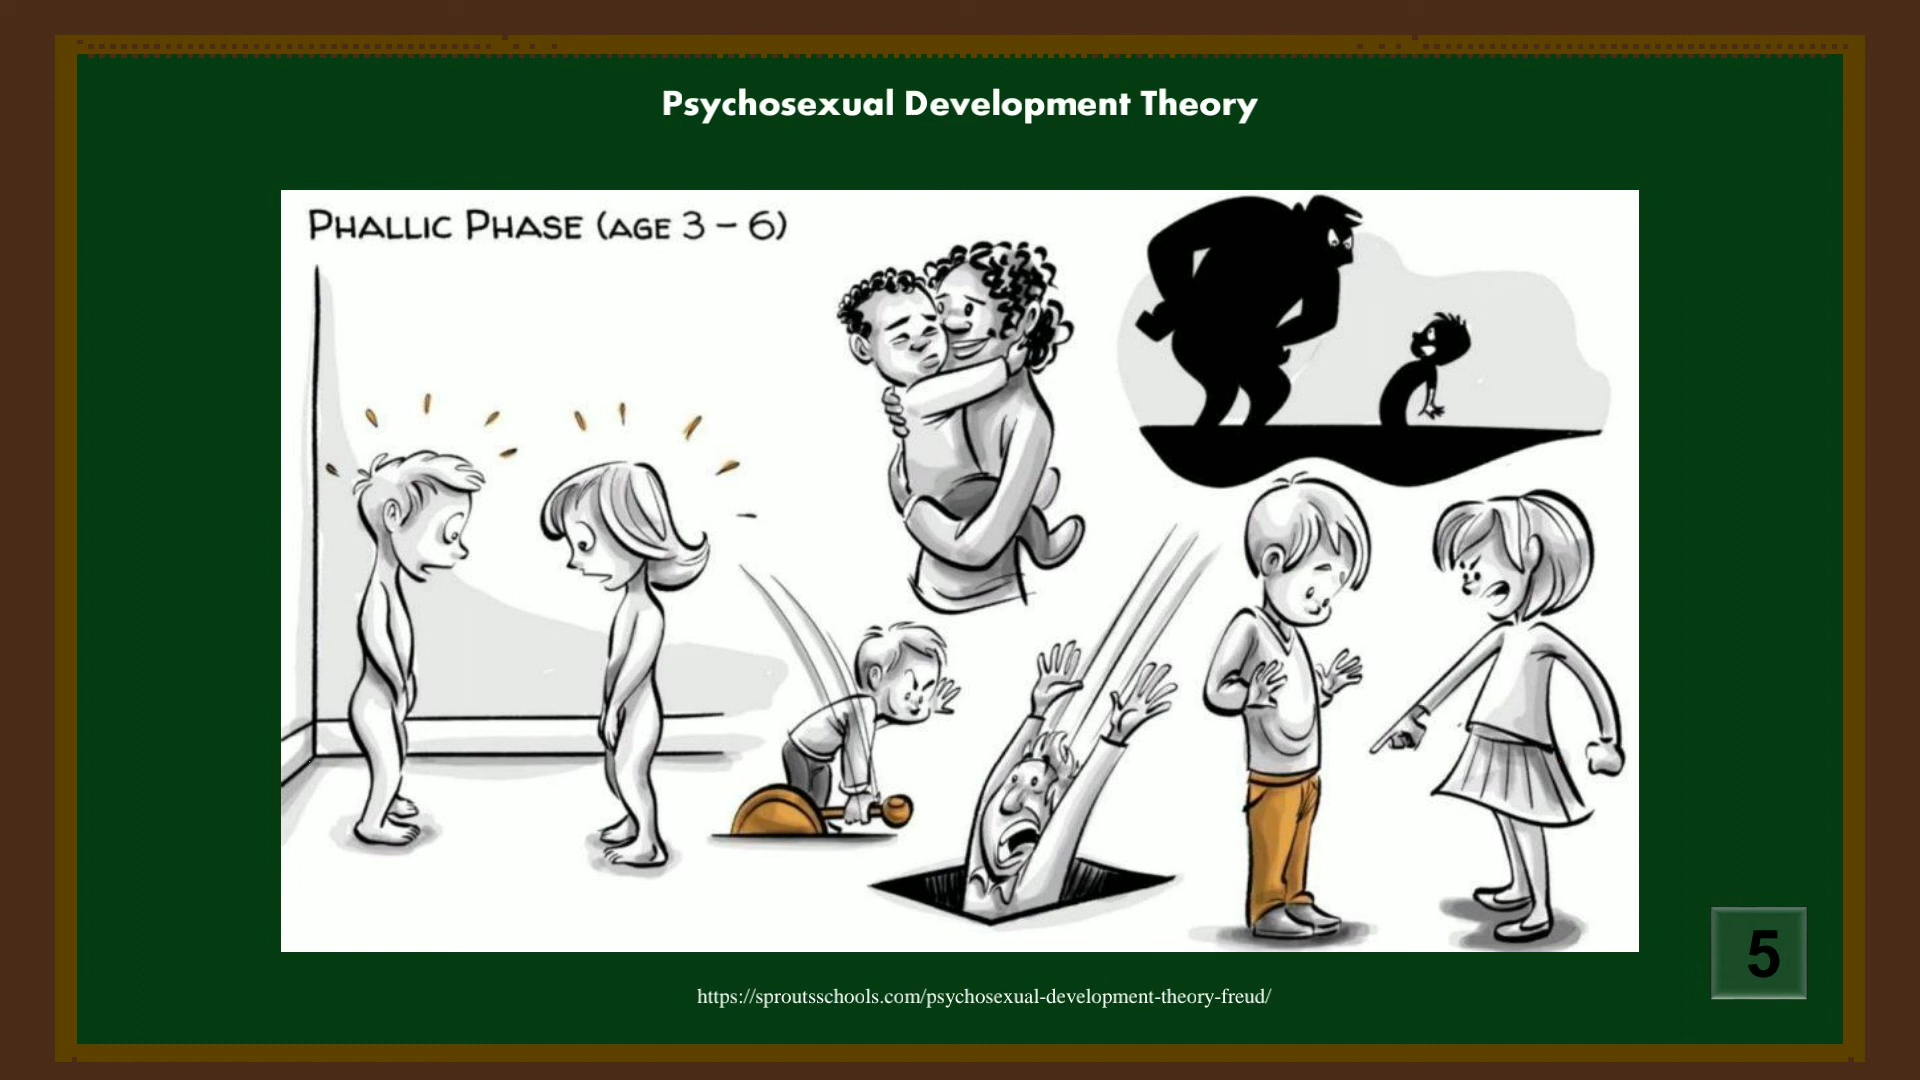 Psychosexual Development Theory
PHALLIC PHASE (AGE 3 – 6)
5
https://sproutsschools.com/psychosexual-development-theory-freud/